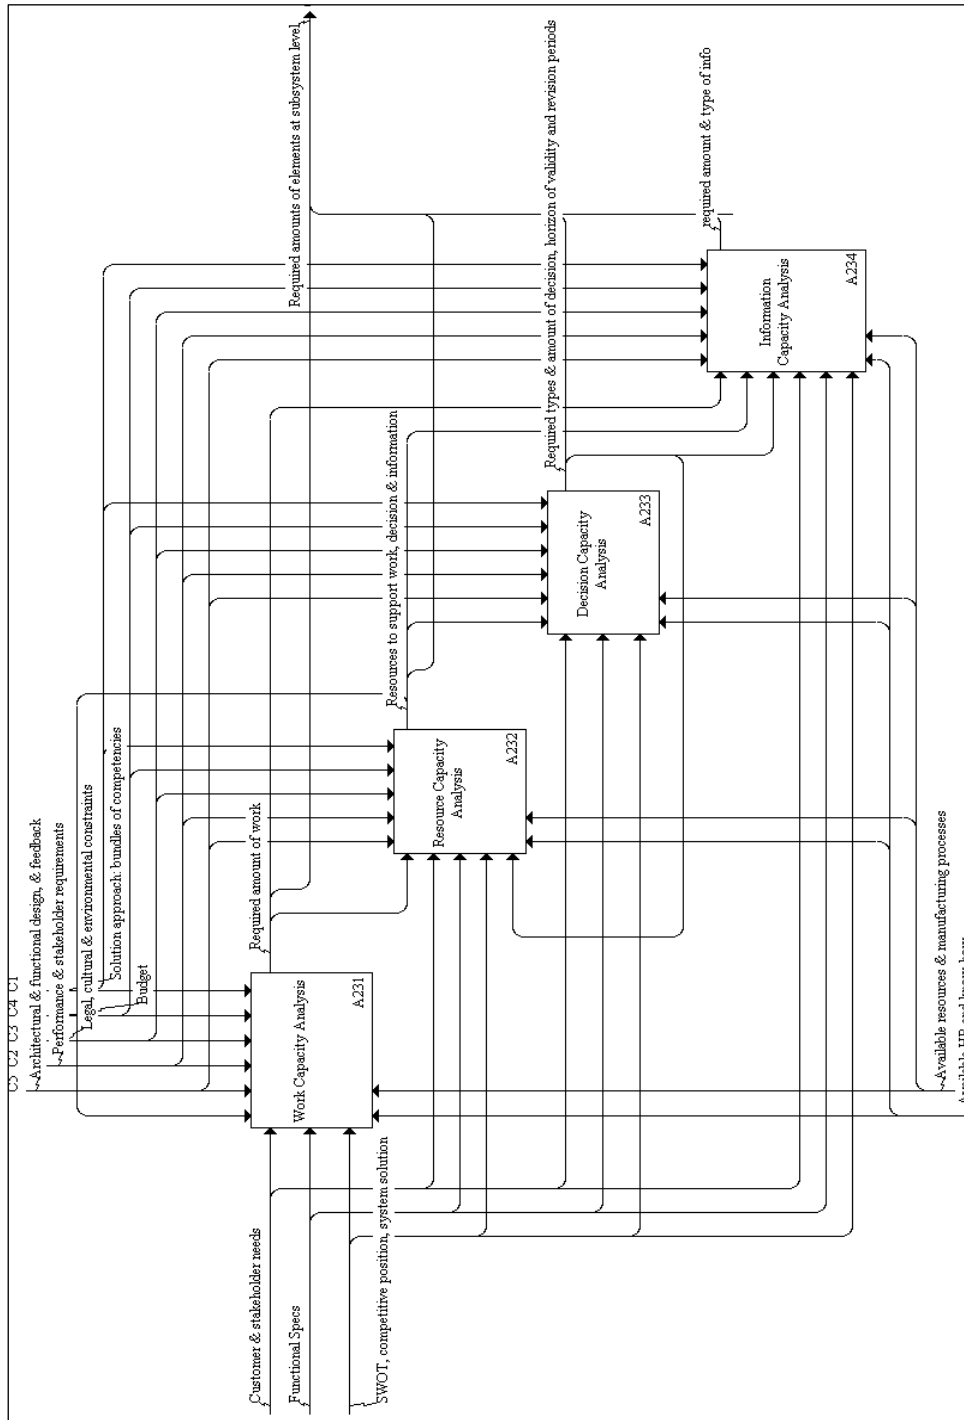 C5 C2 C3 C4 C1
Architectural & functional design, & feedback
Performance & stakeholder requirements
Legal, cultural & environmental constraints
Solution approach: bundles of competencies
Budget
Customer & stakeholder needs
Functional Specs
SWOT, competitive position, system solution
Work Capacity Analysis
A231
Required amount of work
Resource Capacity
Analysis
A232
Resources to support work, decision & information
Decision Capacity
Analysis
A233
Required types & amount of decision, horizon of validity and revision periods
Information
Capacity Analysis
A234
required amount & type of info
Required amounts of elements at subsystem level
Available resources & manufacturing processes